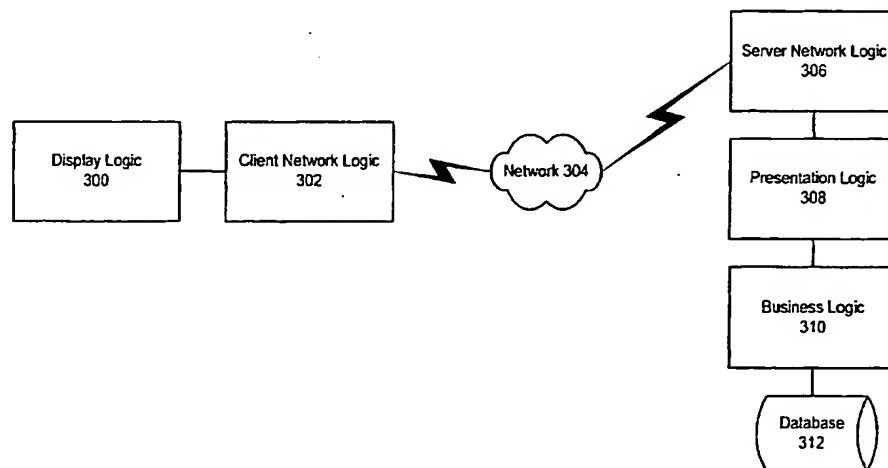 Display Logic
300
Client Network Logic
302
Network 304
Server Network Logic
306
Presentation Logic
308
Business Logic
310
Database
312